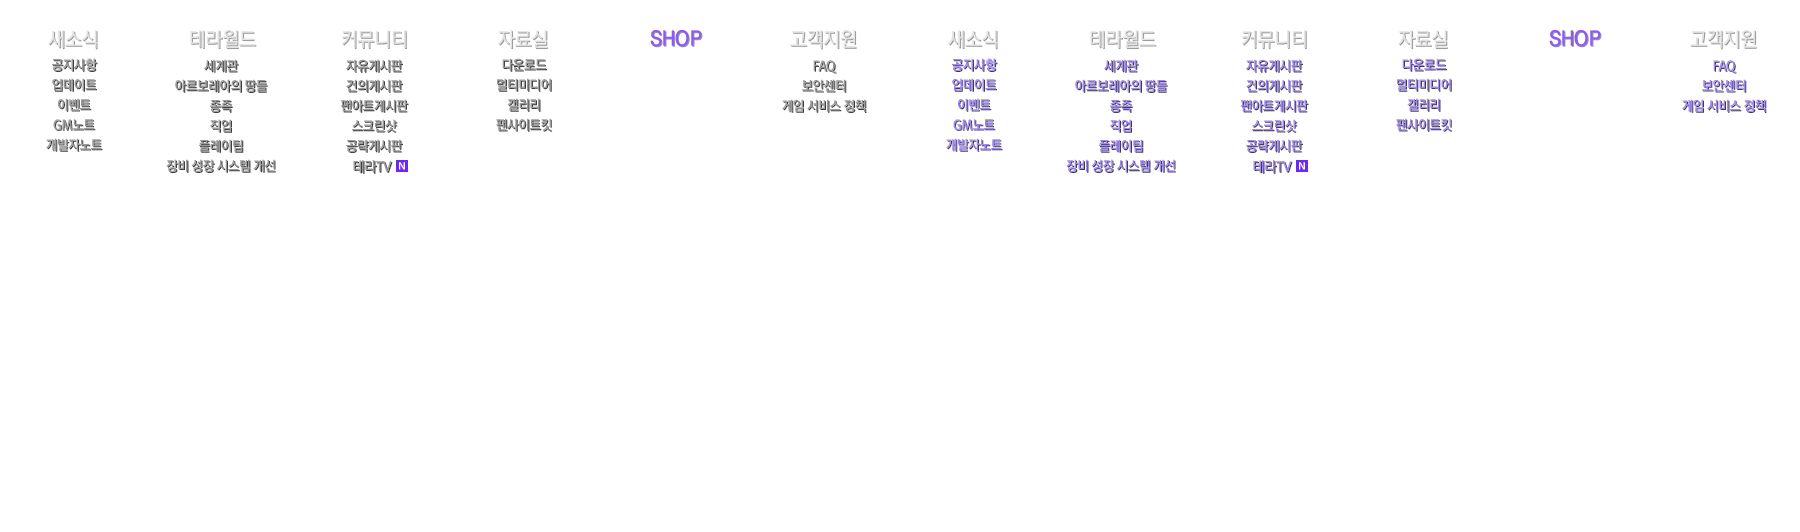 새소식 테라월드 커뮤니티 자료실 SHOP 고객지원 새소식 테라월드 커뮤니티 자료실 SHOP 고객지원
공지사항 세계관 자유게시판 다운로드 FAQ 공지사항 세계관 자유게시판 다운로드 FAQ
업데이트 아르보레아의 땅들 건의게시판 멀티미디어 보안센터 업데이트 아르보레아의 땅들 건의게시판 멀티미디어 보안센터
이벤트 종족 팬아트게시판 갤러리 게임 서비스 정책 이벤트 종족 팬아트게시판 갤러리 게임 서비스 정책
GM노트 직업 스크린샷 팬사이트킷 GM노트 직업 스크린샷 팬사이트킷
개발자노트 플레이팁 공략게시판 개발자노트 플레이팁 공략게시판
장비 성장 시스템 개선 테라TV N 장비 성장 시스템 개선 테라TV N